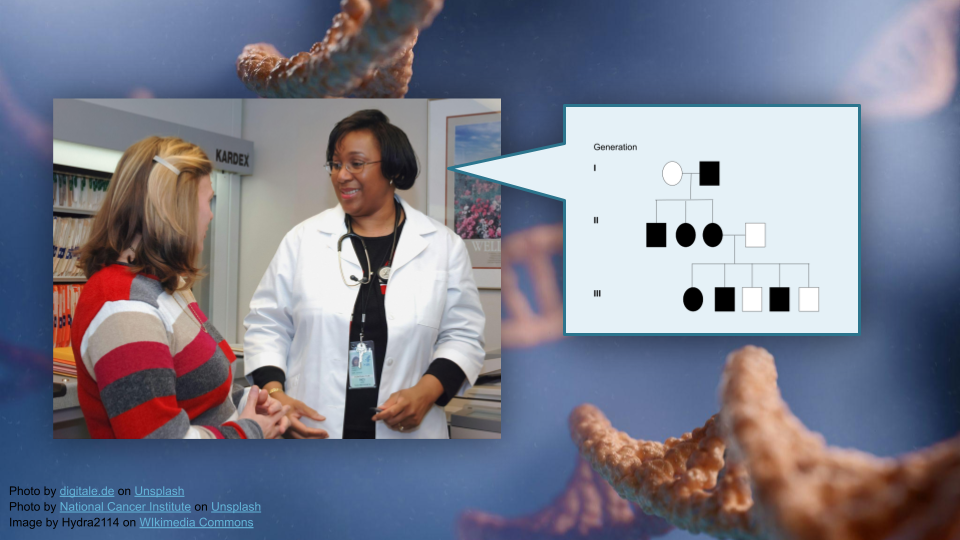 KARDEX
WELL
Generation
I
II
III
Photo by digitale.de on Unsplash
Photo by National Cancer Institute on Unsplash
Image by Hydra2114 on WIkimedia Commons